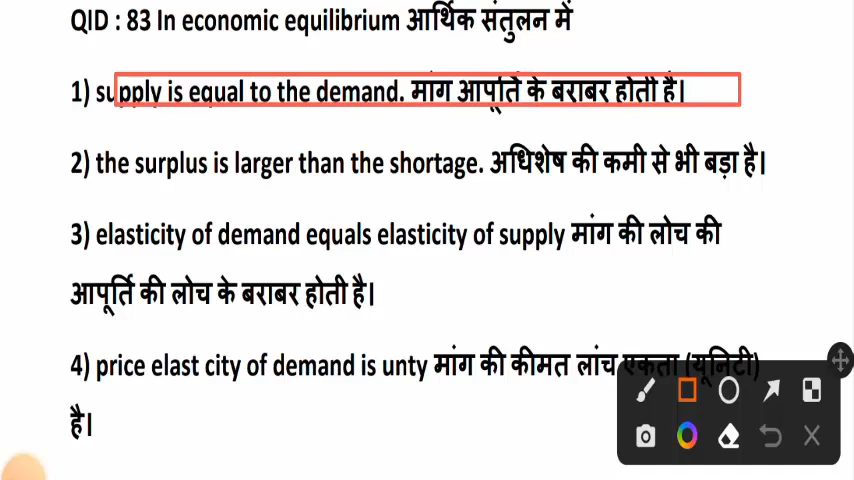 QID : 83 In economic equilibrium आर्थिक संतुलन में
1) supply is equal to the demand. मांग आपूर्ति के बराबर होती है।
2) the surplus is larger than the shortage. अधिशेष की कमी से भी बड़ा है।
3) elasticity of demand equals elasticity of supply मांग की लोच की
आपूर्ति की लोच के बराबर होती है।
4) price elast city of demand is unty मांग की कीमत लांच एकता (यूनिटी)
है।